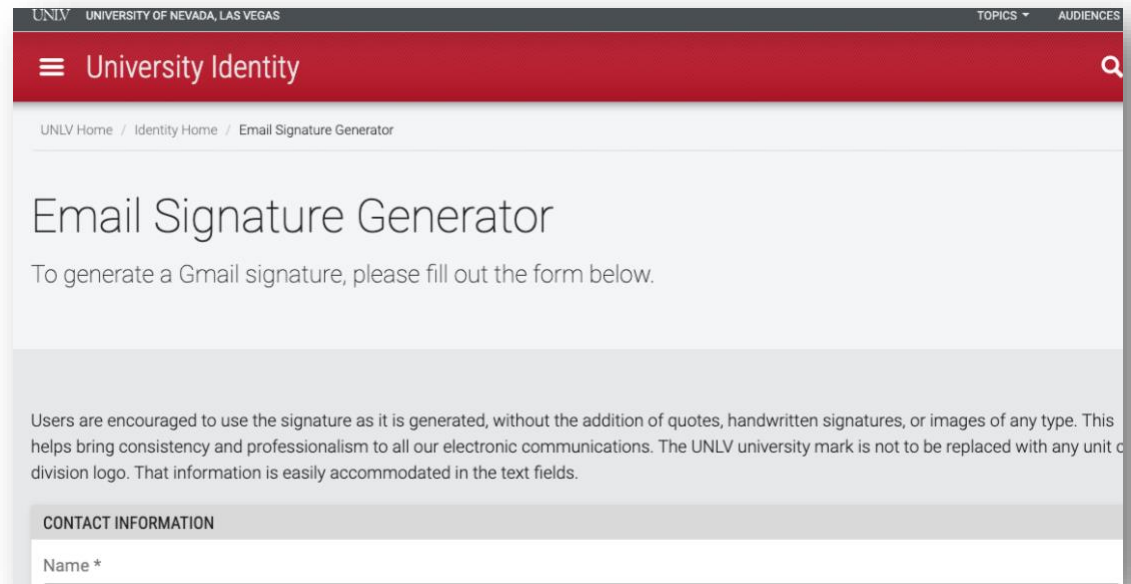 UNLV UNIVERSITY OF NEVADA, LAS VEGAS TOPICS AUDIENCES
University Identity
UNLV Home / Identity Home / Email Signature Generator
Email Signature Generator
To generate a Gmail signature, please fill out the form below.
Users are encouraged to use the signature as it is generated, without the addition of quotes, handwritten signatures, or images of any type. This
helps bring consistency and professionalism to all our electronic communications. The UNLV university mark is not to be replaced with any unit
division logo. That information is easily accommodated in the text fields.
CONTACT INFORMATION
Name *